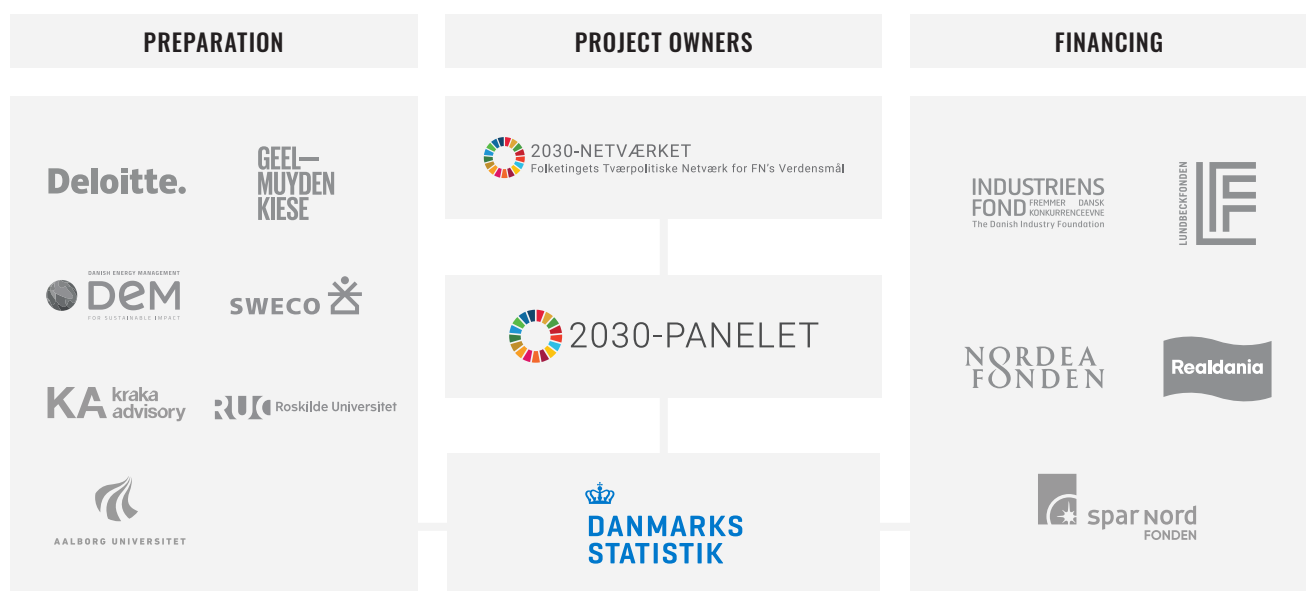 PREPARATION
PROJECT OWNERS
FINANCING
Deloitte.
GEEL—
MUYDEN
KIESE
DANISH ENERGY MANAGEMENT
DEM
FOR SUSTAINABLE IMPACT
SWECO
KA kraka
advisory
RUC Roskilde Universitet
AALBORG UNIVERSITET
2030-NETVÆRKET
Folketingets Tværpolitiske Netværk for FN's Verdensmål
2030-PANELET
DANMARKS
STATISTIK
INDUSTRIENS
FOND FREMMER DANSK
KONKURRENCEEVNE
The Danish Industry Foundation
LUNDBECKFONDEN
LF
NORDEA
FONDEN
Realdania
spar nord
FONDEN